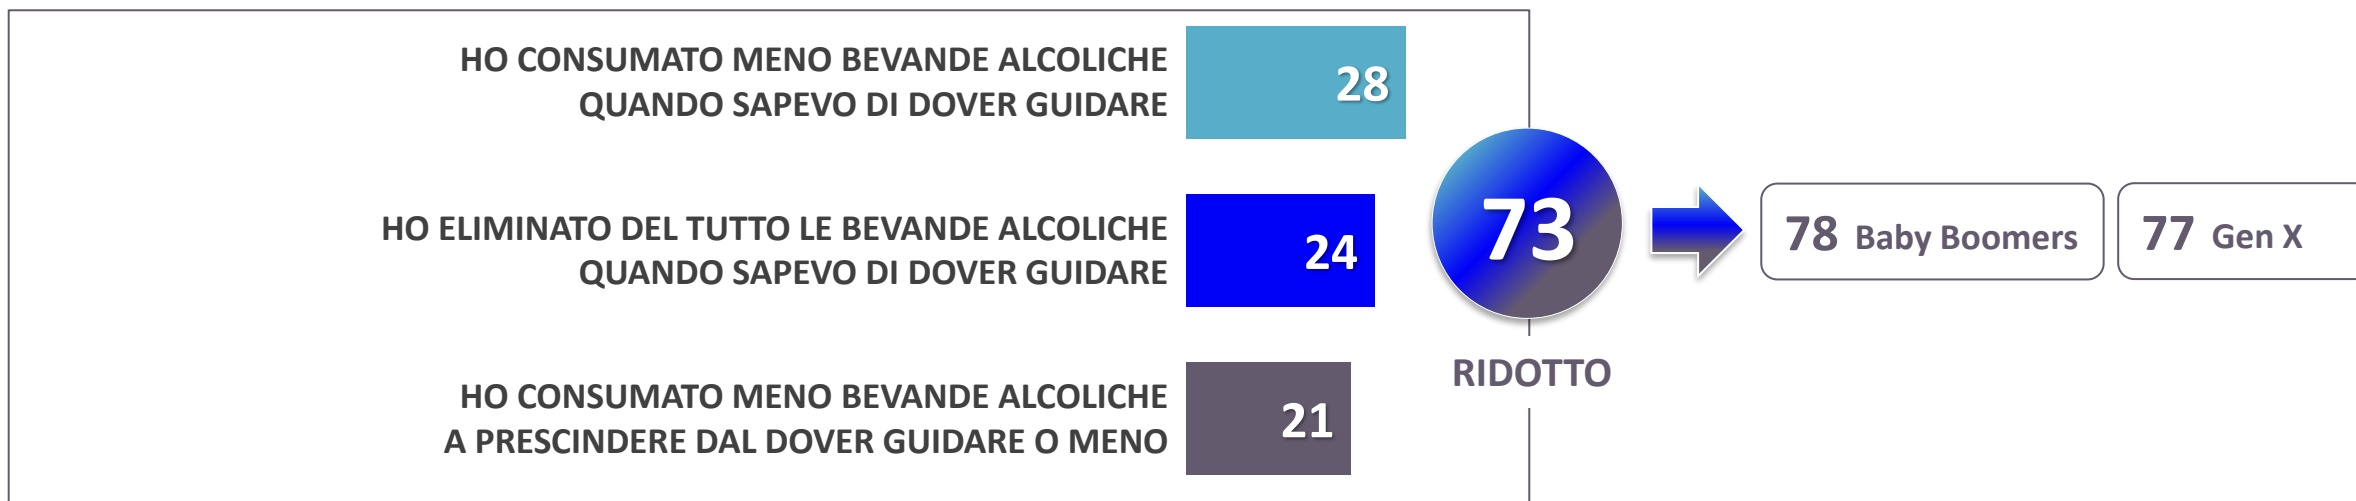 HO CONSUMATO MENO BEVANDE ALCOLICHE
QUANDO SAPEVO DI DOVER GUIDARE
28
HO ELIMINATO DEL TUTTO LE BEVANDE ALCOLICHE
QUANDO SAPEVO DI DOVER GUIDARE
24
HO CONSUMATO MENO BEVANDE ALCOLICHE
A PRESCINDERE DAL DOVER GUIDARE O MENO
21
73
RIDOTTO
78 Baby Boomers
77 Gen X